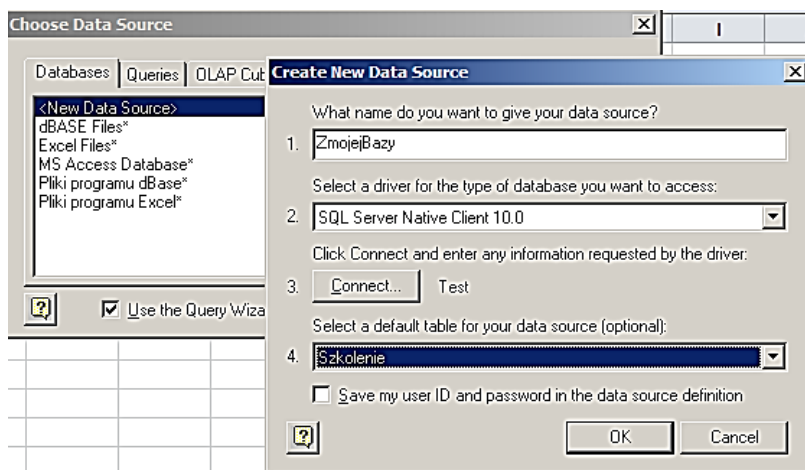 Choose Data Source
I
Databases Queries OLAP Cub
<New Data Source>
dBASE Files*
Excel Files*
MS Access Database*
Pliki programu dBase*
Pliki programu Excel*
Use the Query Wiza
Create New Data Source
What name do you want to give your data source?
1. ZmojejBazy
Select a driver for the type of database you want to access:
2. SQL Server Native Client 10.0
Click Connect and enter any information requested by the driver:
3. Connect... Test
Select a default table for your data source (optional):
4. Szkolenie
Save my user ID and password in the data source definition
OK Cancel